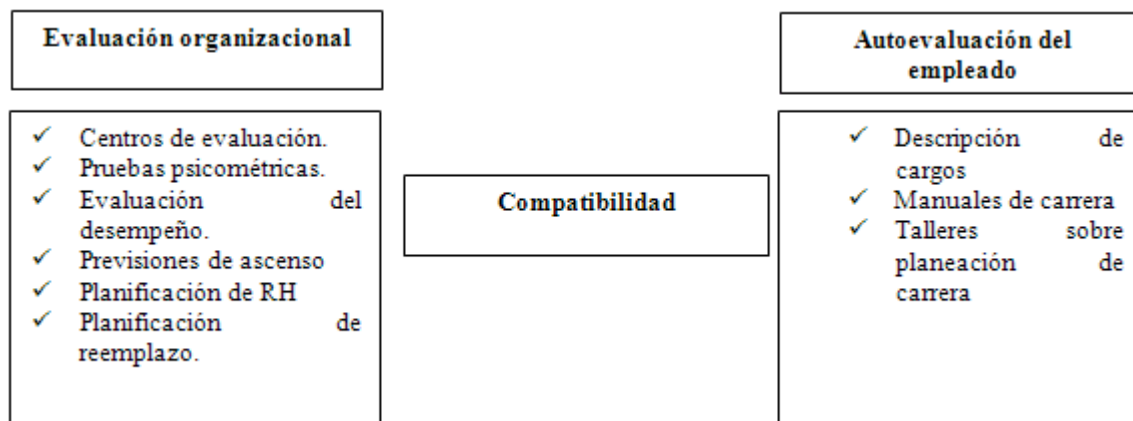 Evaluación organizacional
✓ Centros de evaluación.
✓ Pruebas psicométricas.
✓ Evaluación del
desempeño.
✓ Previsiones de ascenso
✓ Planificación de RH
✓ Planificación de
reemplazo.
Compatibilidad
Autoevaluación del
empleado
✓ Descripción de
cargos
✓ Manuales de carrera
✓ Talleres sobre
planeación de
carrera